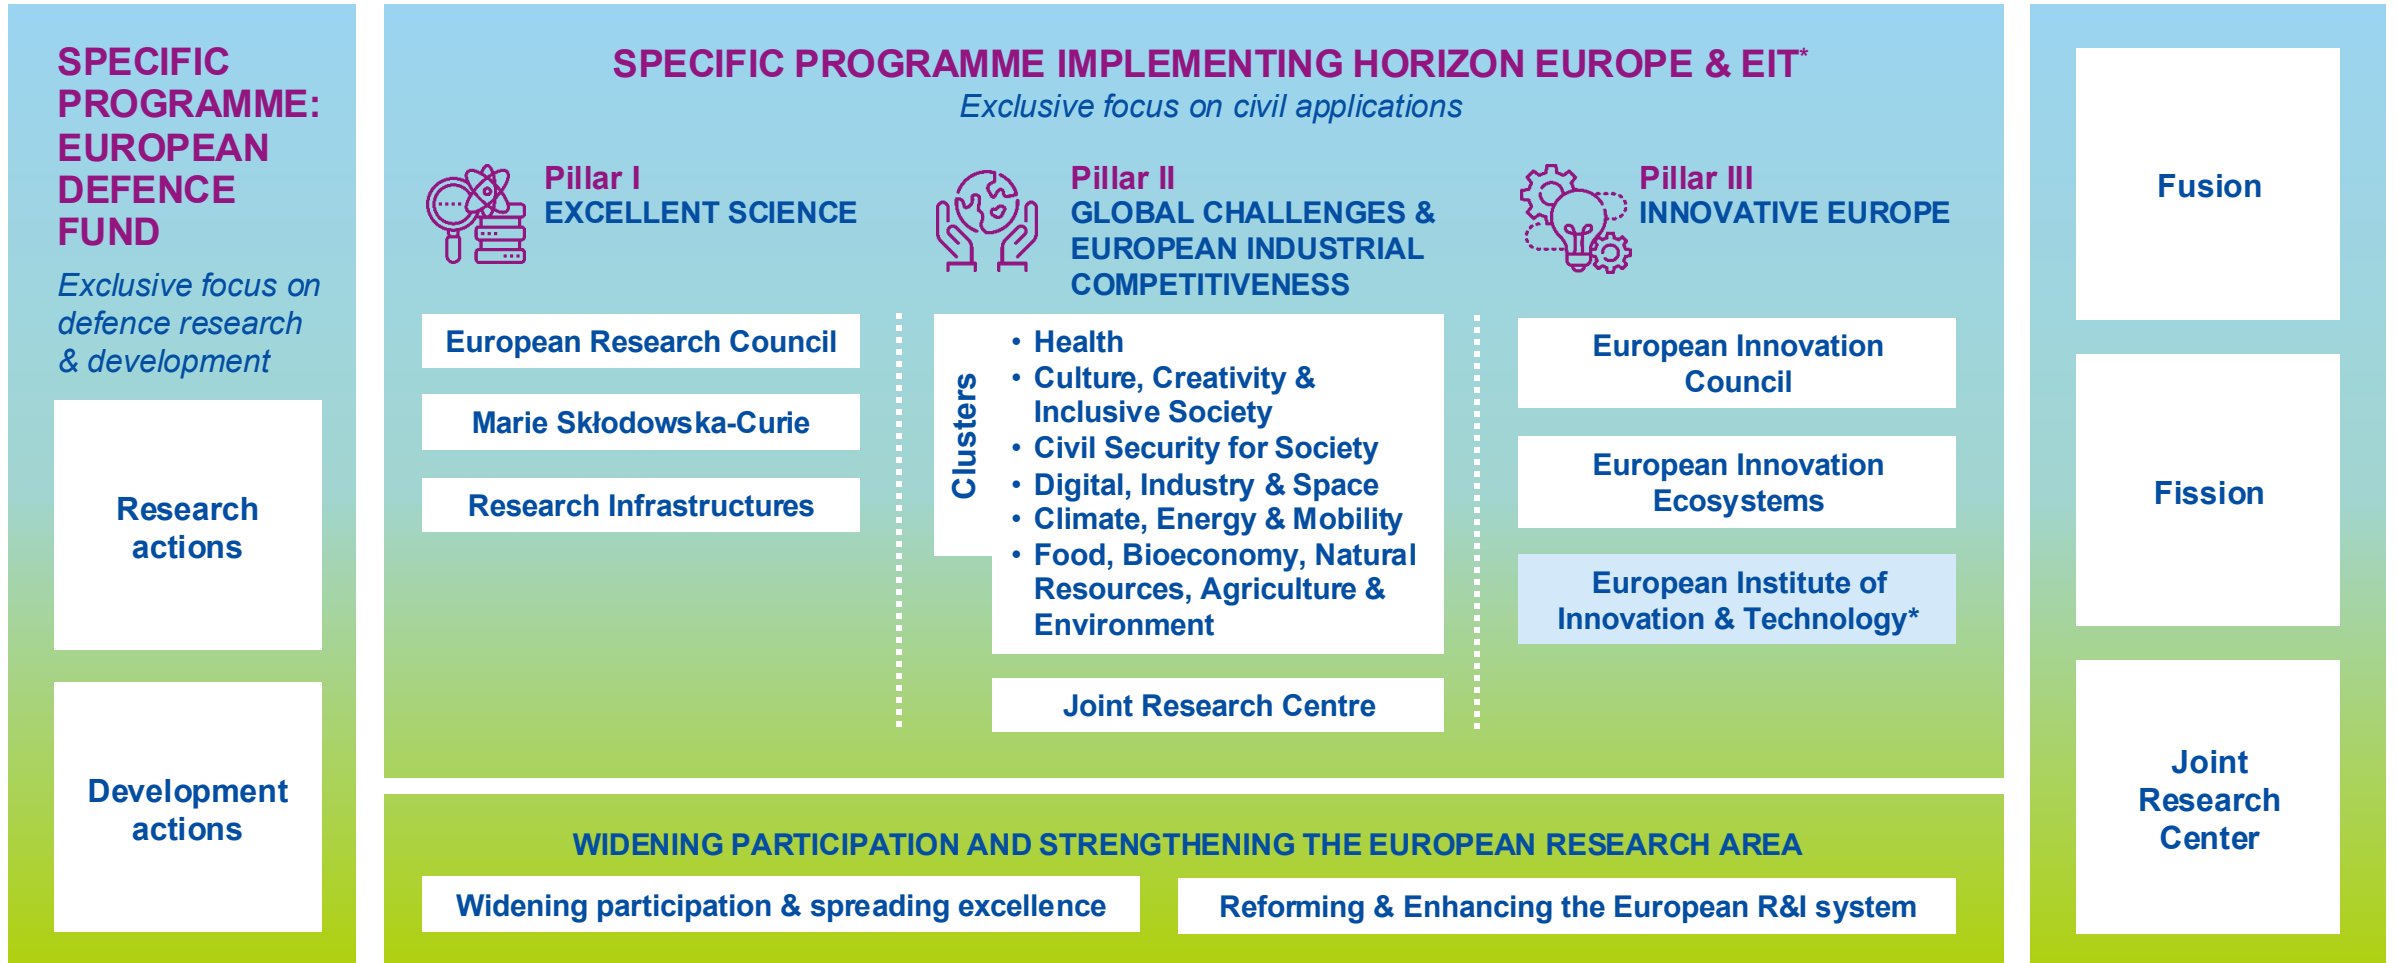 SPECIFIC
PROGRAMME:
EUROPEAN
DEFENCE
FUND
Exclusive focus on
defence research
& development
Research
actions
Development
actions
SPECIFIC PROGRAMME IMPLEMENTING HORIZON EUROPE & EIT*
Exclusive focus on civil applications
Pillar I
EXCELLENT SCIENCE
European Research Council
Marie Skłodowska-Curie
Research Infrastructures
Pillar II
GLOBAL CHALLENGES &
EUROPEAN INDUSTRIAL
COMPETITIVENESS
Clusters
• Health
• Culture, Creativity &
Inclusive Society
• Civil Security for Society
• Digital, Industry & Space
• Climate, Energy & Mobility
• Food, Bioeconomy, Natural
Resources, Agriculture &
Environment
Joint Research Centre
Pillar III
INNOVATIVE EUROPE
European Innovation
Council
European Innovation
Ecosystems
European Institute of
Innovation & Technology*
WIDENING PARTICIPATION AND STRENGTHENING THE EUROPEAN RESEARCH AREA
Widening participation & spreading excellence
Reforming & Enhancing the European R&I system
Fusion
Fission
Joint
Research
Center